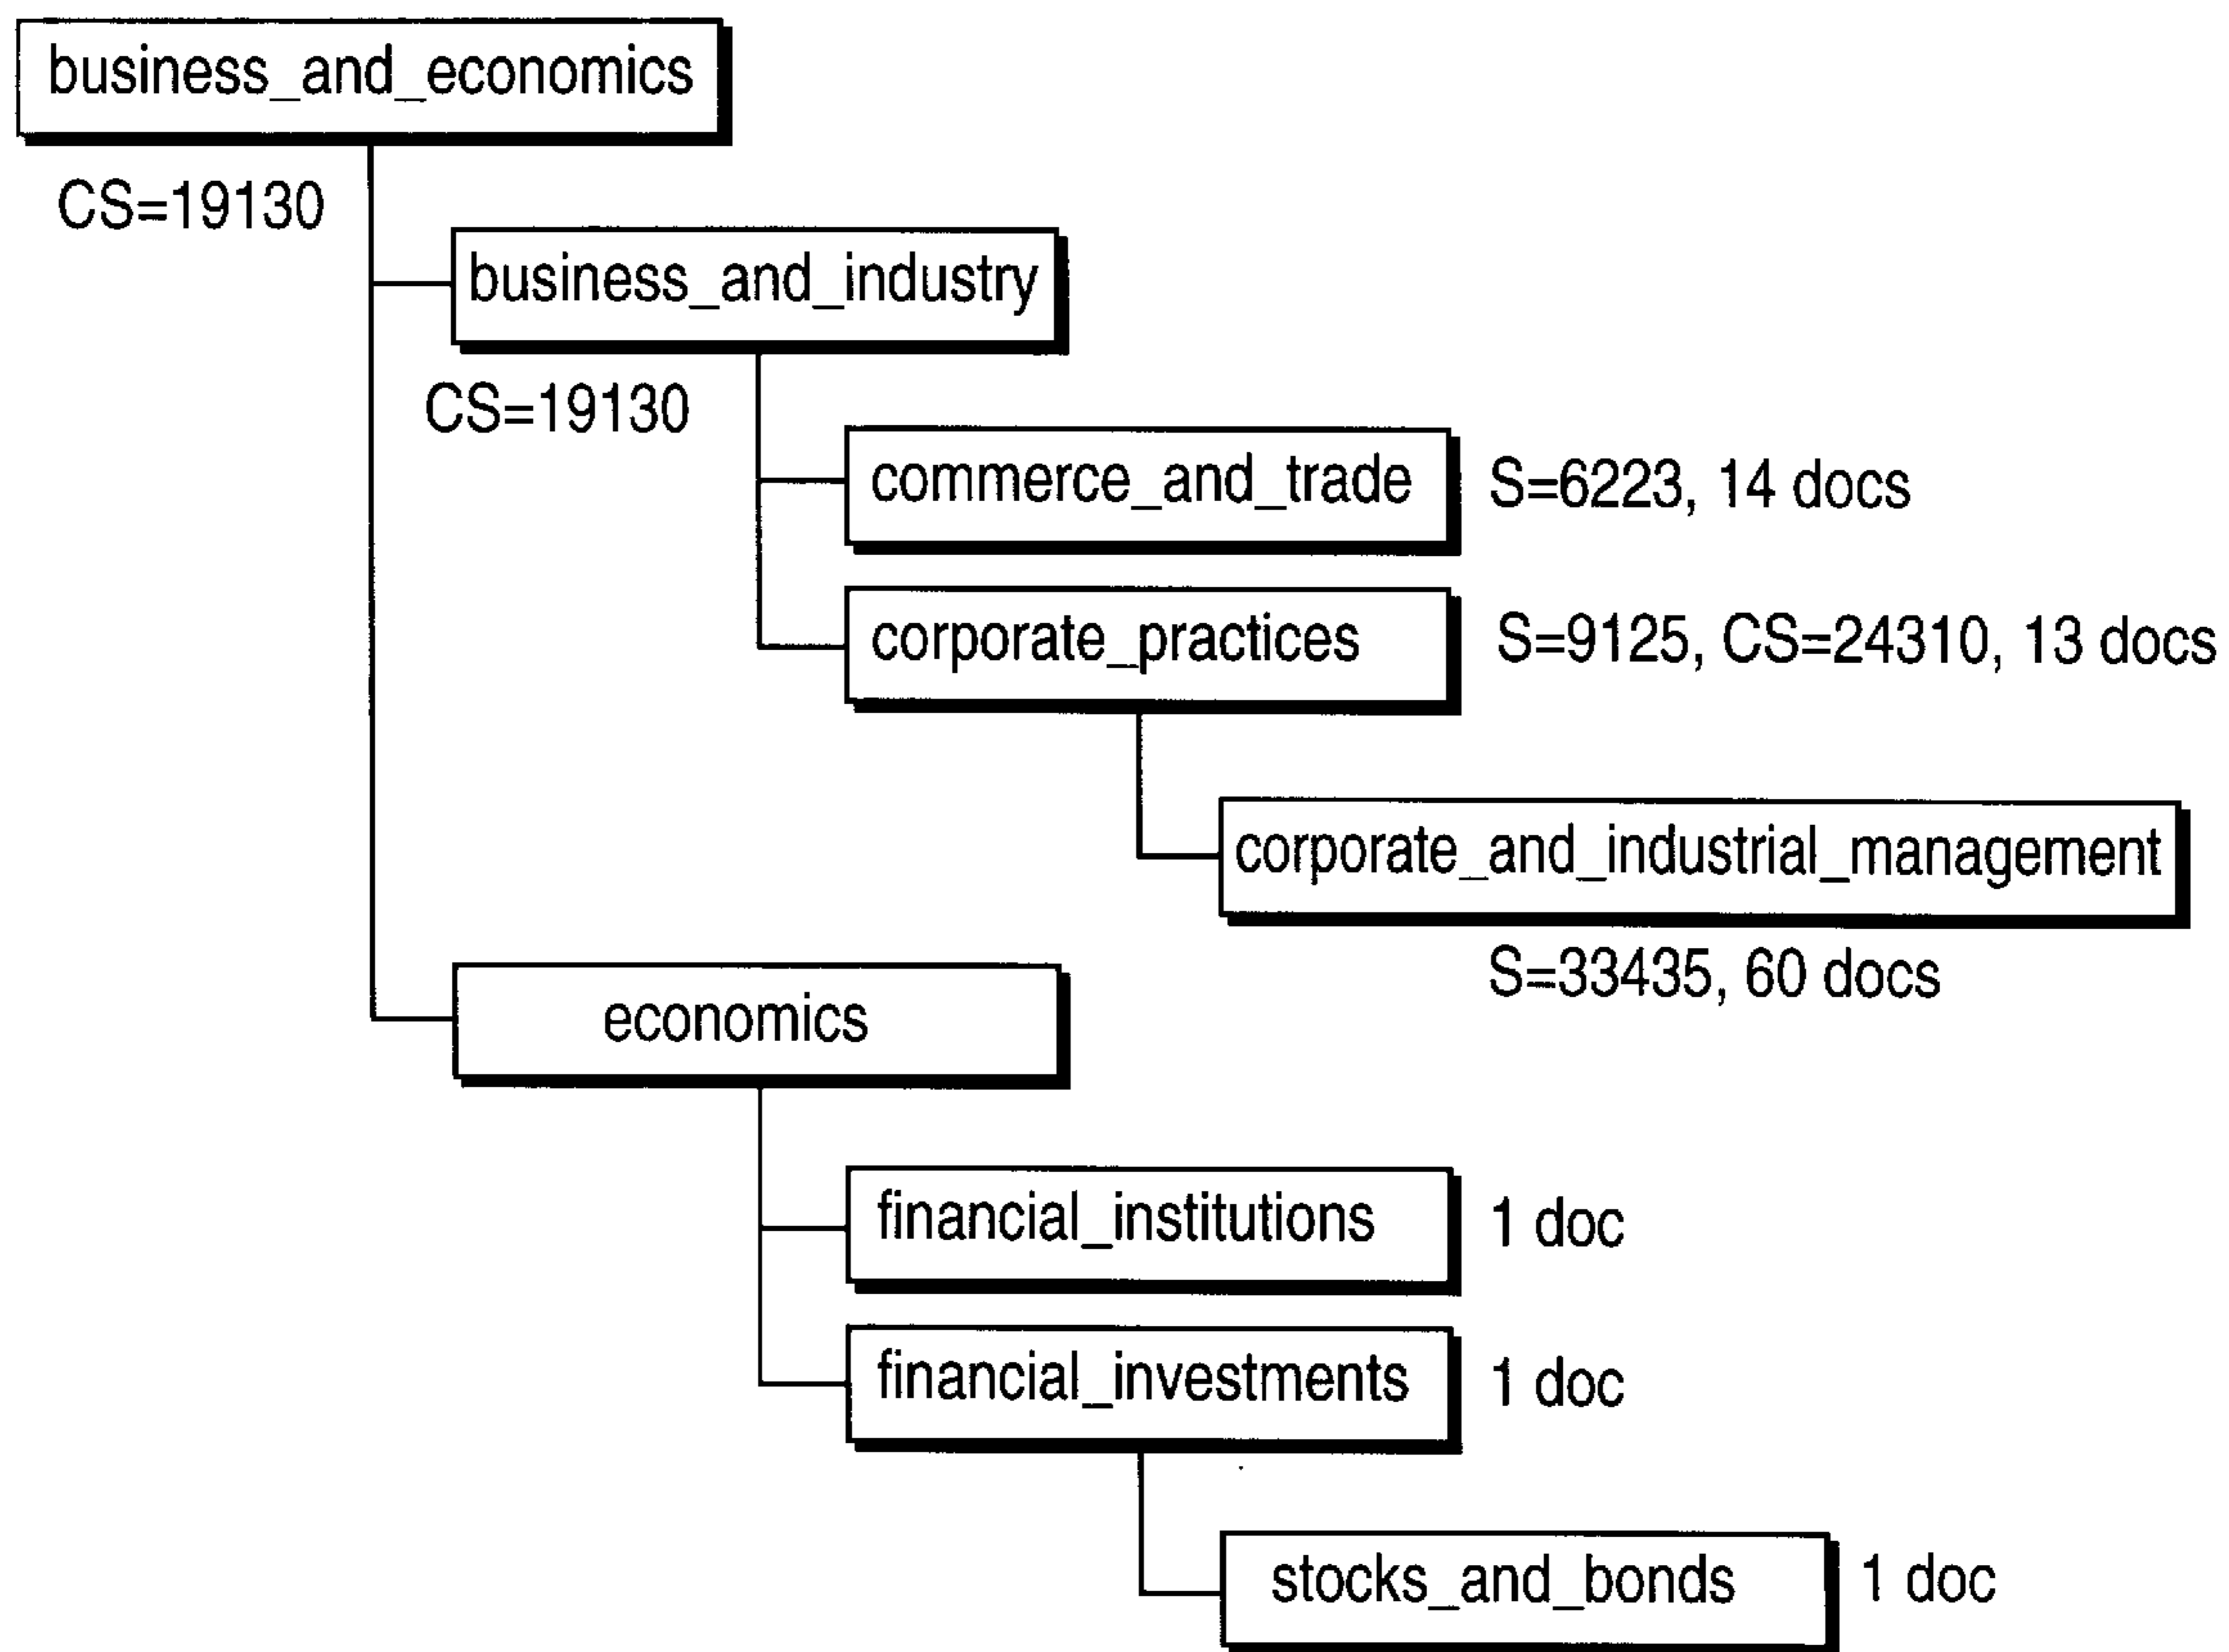 business_and_economics
CS=19130
business_and_industry
CS=19130
commerce_and_trade S=6223, 14 docs
corporate_practices S=9125, CS=24310, 13 docs
corporate_and_industrial_management
S=33435, 60 docs
economics
financial_institutions 1 doc
financial_investments 1 doc
stocks_and_bonds 1 doc